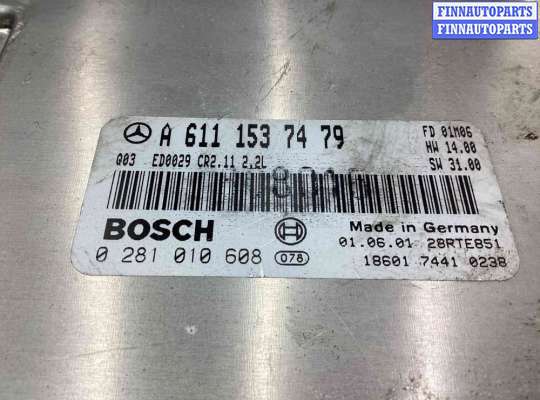 FINNAUTOPARTS
FINNAUTOPARTS
A 611 153 74 79
Q03 ED0029 CR2.11 2,2L
FD 01M06
HW 14.00
SW 31.00
BOSCH
0 281 010 608 078
Made in Germany
01.06.01 28RTE851
18601 7441 0238